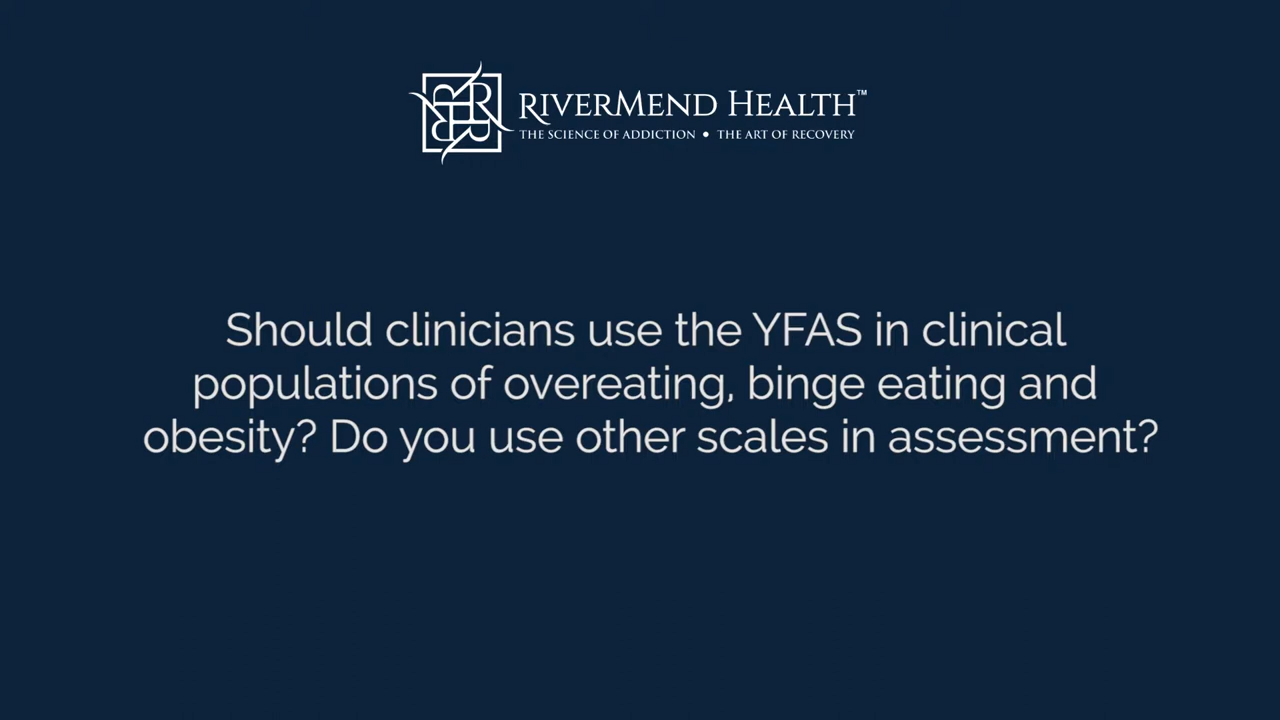 RIVERMEND HEALTH™
THE SCIENCE OF ADDICTION • THE ART OF RECOVERY
Should clinicians use the YFAS in clinical
populations of overeating, binge eating and
obesity? Do you use other scales in assessment?